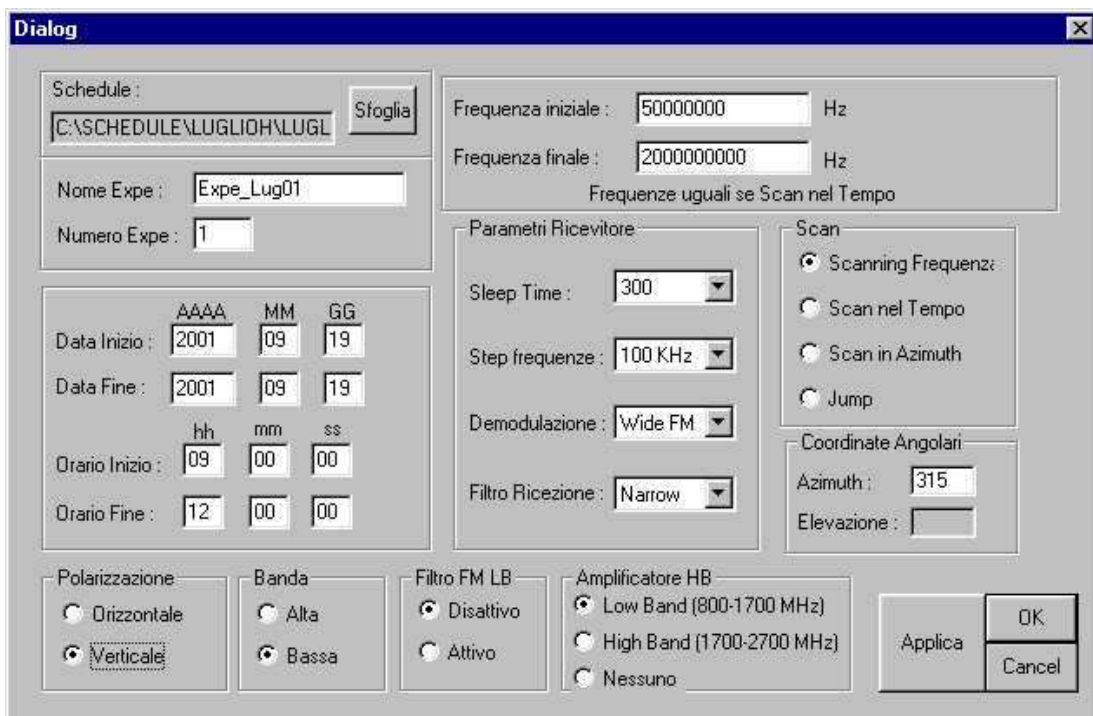 Dialog
Schedule :
C:\SCHEDULE\LUGLIOH\LUGL
Sfoglia
Nome Expe : Expe_Lug01
Numero Expe : 1
Frequenza iniziale : 50000000 Hz
Frequenza finale : 2000000000 Hz
Frequenze uguali se Scan nel Tempo
AAAA MM GG
Data Inizio : 2001 09 19
Data Fine : 2001 09 19
hh mm ss
Orario Inizio : 09 00 00
Orario Fine : 12 00 00
Parametri Ricevitore
Sleep Time : 300
Step frequenze : 100 KHz
Demodulazione : Wide FM
Filtro Ricezione : Narrow
Scan
Scanning Frequenza
Scan nel Tempo
Scan in Azimuth
Jump
Coordinate Angolari
Azimuth : 315
Elevazione :
Polarizzazione
Orizzontale
Verticale
Banda
Alta
Bassa
Filtro FM LB
Disattivo
Attivo
Amplificatore HB
Low Band (800-1700 MHz)
High Band (1700-2700 MHz)
Nessuno
Applica
OK
Cancel